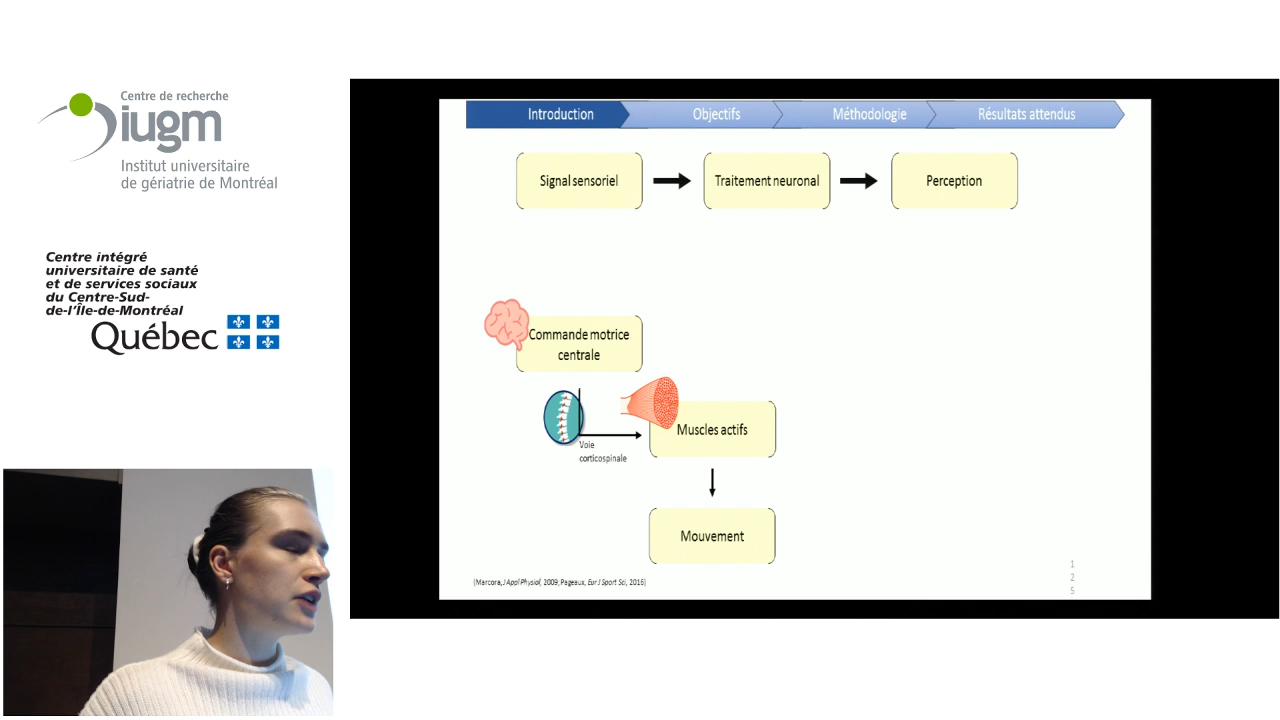 Centre de recherche
iugm
Institut universitaire
de gériatrie de Montréal
Centre intégré
universitaire de santé
et de services sociaux
du Centre-Sud-
de-l'Île-de-Montréal
Québec
Introduction
Objectifs
Méthodologie
Résultats attendus
Signal sensoriel
Traitement neuronal
Perception
Commande motrice
centrale
Voie
corticospinale
Muscles actifs
Mouvement
(Marcora, J Appl Physiol, 2009, Pageaux, Eur J Sport Sci, 2016)
1
2
5